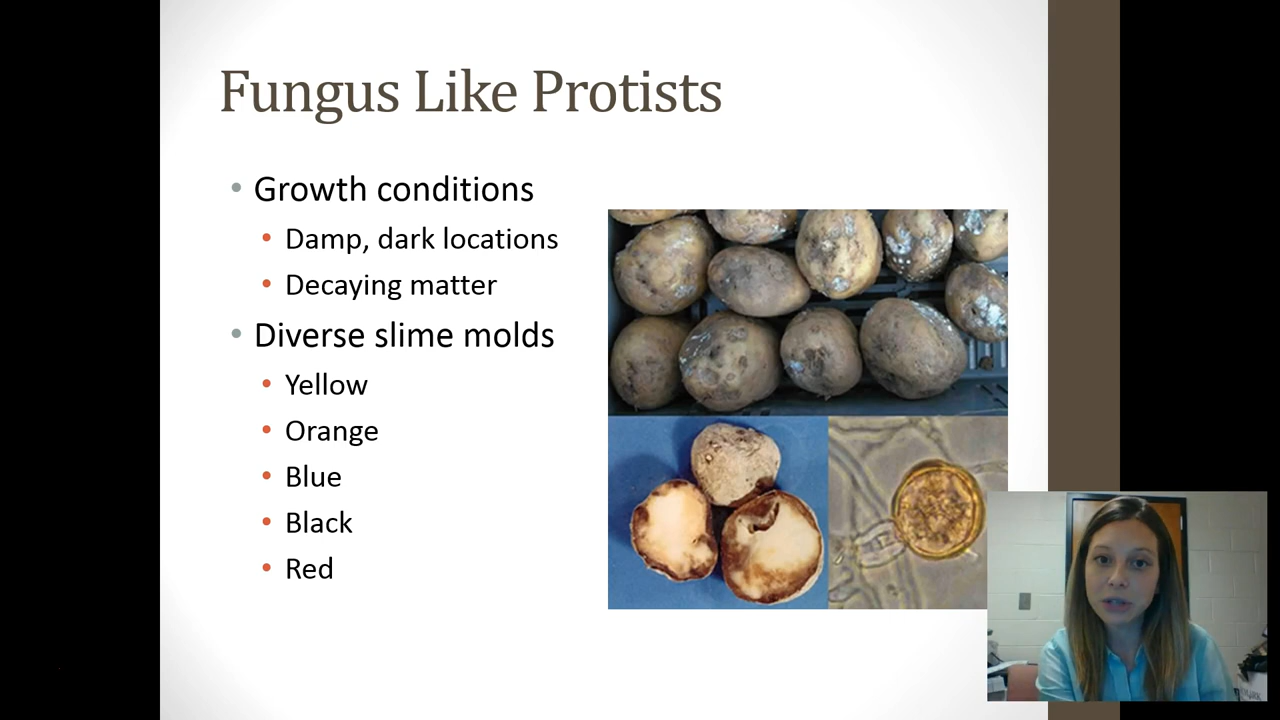 Fungus Like Protists
Growth conditions
Damp, dark locations
Decaying matter
Diverse slime molds
Yellow
Orange
Blue
Black
Red